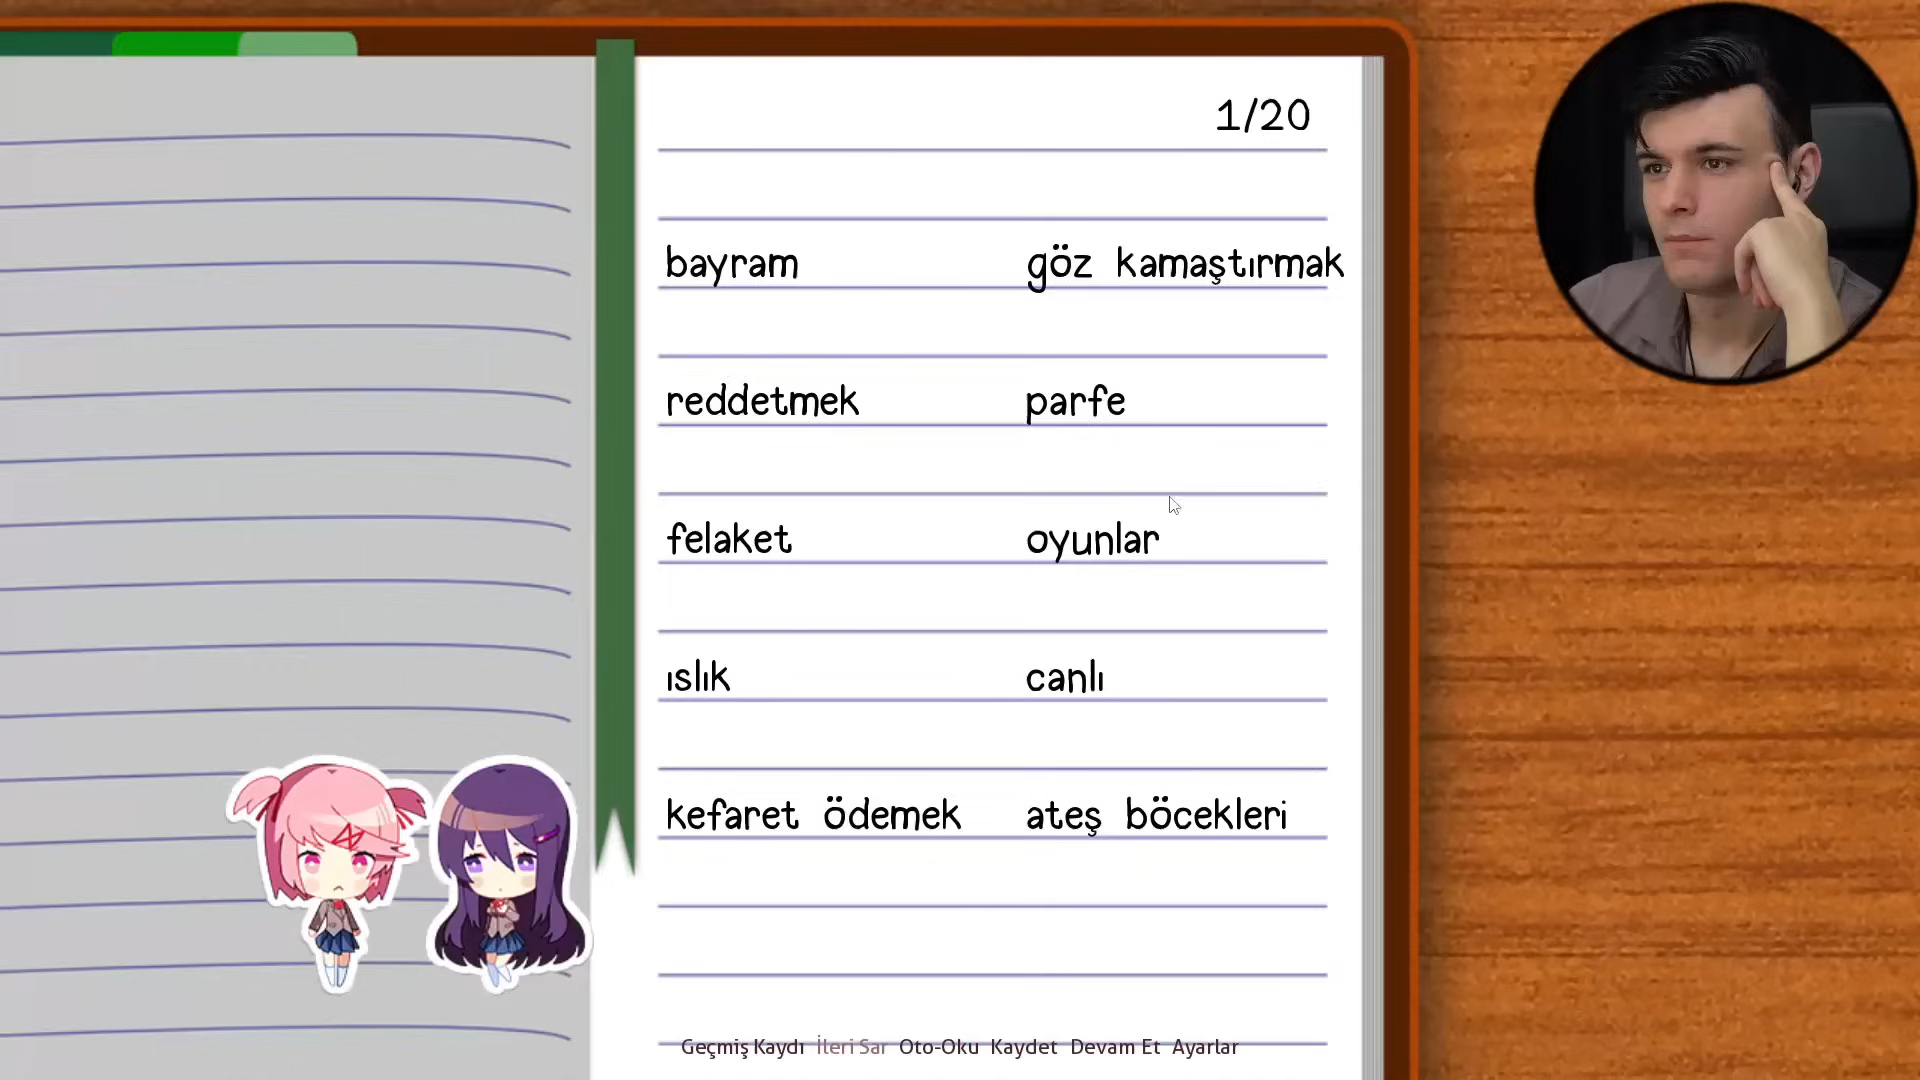 1/20
bayram göz kamaştırmak
reddetmek parfe
felaket oyunlar
ıslık canlı
kefaret ödemek ateş böcekleri
Geçmiş Kaydı İleri Sar Oto-Oku Kaydet Devam Et Ayarlar